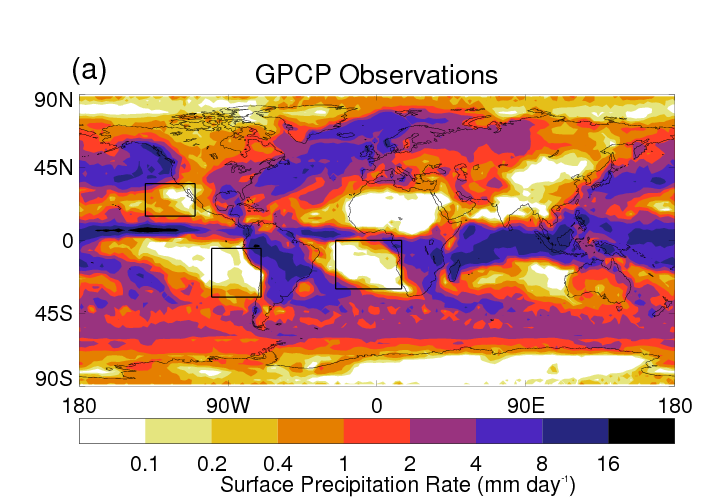 (a)
GPCP Observations
90N
45N
0
45S
90S
180 90W 0 90E 180
0.1 0.2 0.4 1 2 4 8 16
Surface Precipitation Rate (mm day⁻¹)